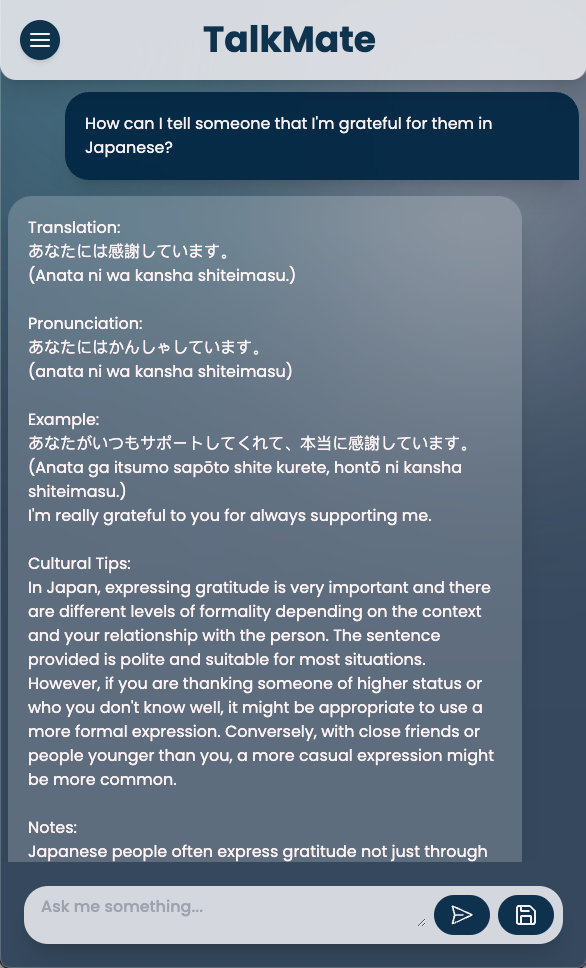 TalkMate
How can I tell someone that I'm grateful for them in
Japanese?
Translation:
あなたには感謝しています。
(Anata ni wa kansha shiteimasu.)
Pronunciation:
あなたにはかんしゃしています。
(anata ni wa kansha shiteimasu)
Example:
あなたがいつもサポートしてくれて、本当に感謝しています。
(Anata ga itsumo sapōto shite kurete, hontō ni kansha
shiteimasu.)
I'm really grateful to you for always supporting me.
Cultural Tips:
In Japan, expressing gratitude is very important and there
are different levels of formality depending on the context
and your relationship with the person. The sentence
provided is polite and suitable for most situations.
However, if you are thanking someone of higher status or
who you don't know well, it might be appropriate to use a
more formal expression. Conversely, with close friends or
people younger than you, a more casual expression might
be more common.
Notes:
Japanese people often express gratitude not just through
Ask me something...